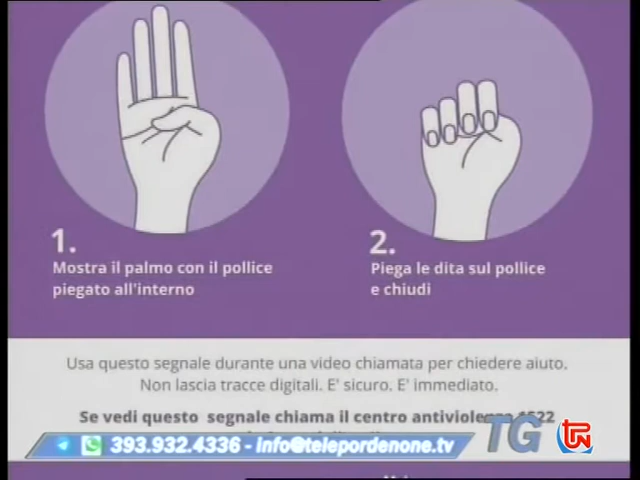 1.
Mostra il palmo con il pollice
piegato all'interno
2.
Piega le dita sul pollice
e chiudi
Usa questo segnale durante una video chiamata per chiedere aiuto.
Non lascia tracce digitali. E' sicuro. E' immediato.
Se vedi questo segnale chiama il centro antiviolenza 1522
393.932.4336 - info@telepordenone.tv
TG